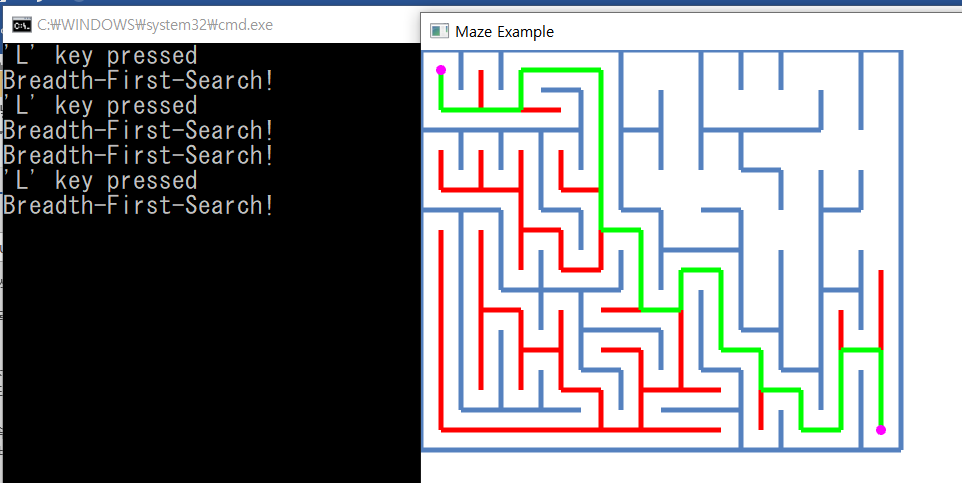 C:₩WINDOWS₩system32₩cmd.exe
'L' key pressed
Breadth-First-Search!
'L' key pressed
Breadth-First-Search!
Breadth-First-Search!
'L' key pressed
Breadth-First-Search!
Maze Example